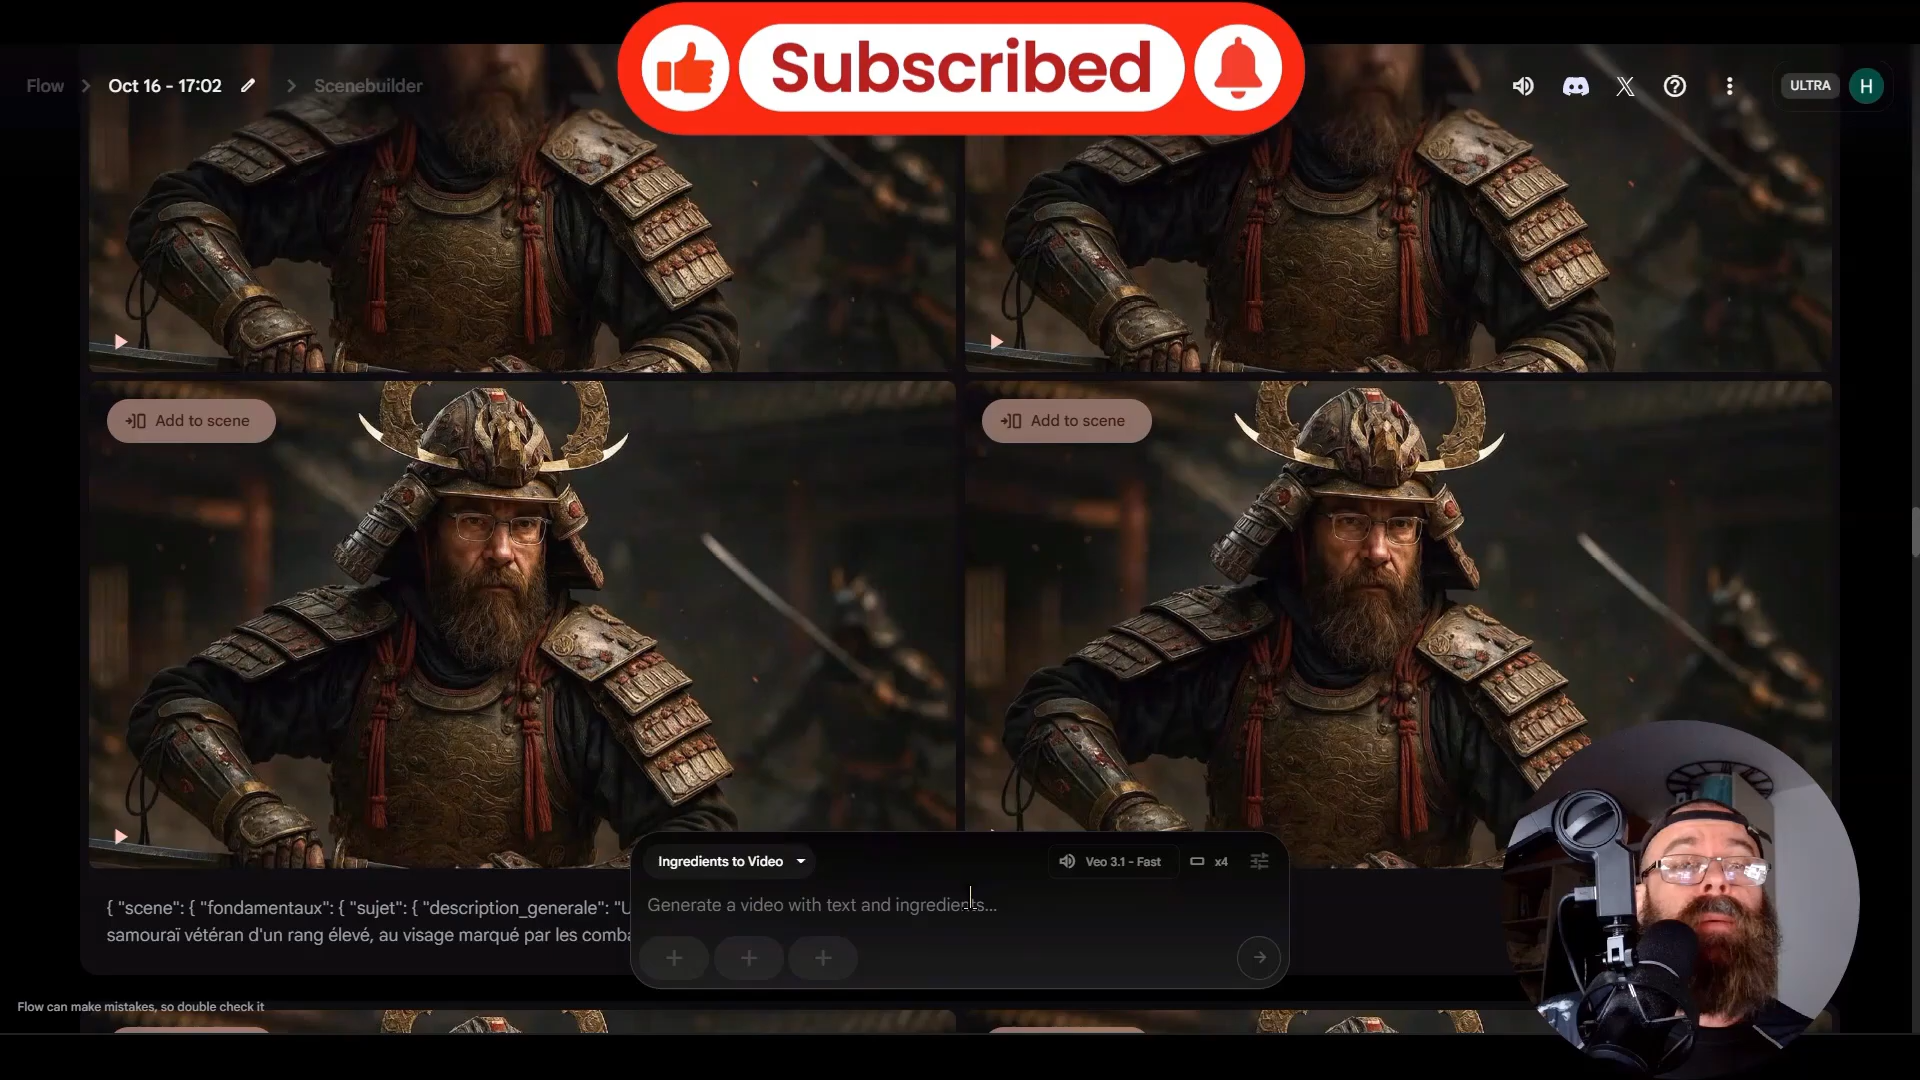 Subscribed
Flow
Oct 16 - 17:02
Scenebuilder
ULTRA
H
Add to scene
Add to scene
Ingredients to Video
Veo 3.1 - Fast
x4
Generate a video with text and ingredients...
{ "scene": { "fondamentaux": { "sujet": { "description_generale": "U
samouraï vétéran d'un rang élevé, au visage marqué par les comba
Flow can make mistakes, so double check it